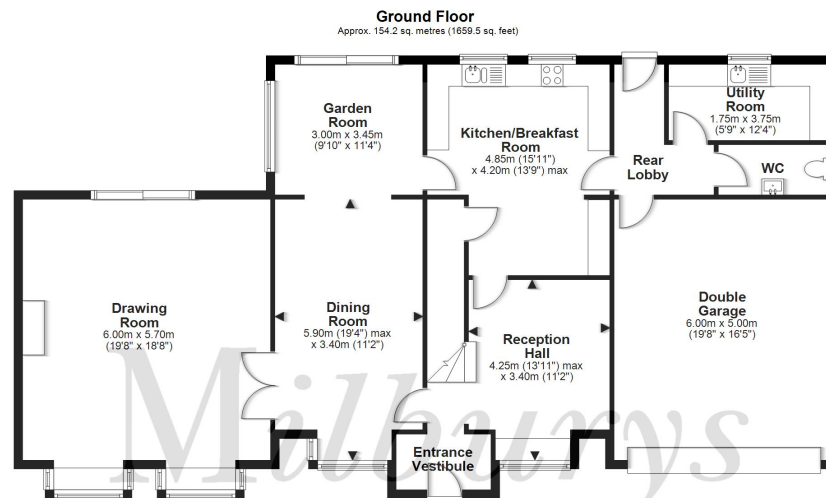 Ground Floor
Approx. 154.2 sq. metres (1659.5 sq. feet)
Garden
Room
3.00m x 3.45m
(9'10" x 11'4")
Kitchen/Breakfast
Room
4.85m (15'11")
x 4.20m (13'9") max
Utility
Room
1.75m x 3.75m
(5'9" x 12'4")
Rear
Lobby
WC
Drawing
Room
6.00m x 5.70m
(19'8" x 18'8")
Dining
Room
5.90m (19'4") max
x 3.40m (11'2")
Reception
Hall
4.25m (13'11") max
x 3.40m (11'2")
Double
Garage
6.00m x 5.00m
(19'8" x 16'5")
Entrance
Vestibule
Milburys